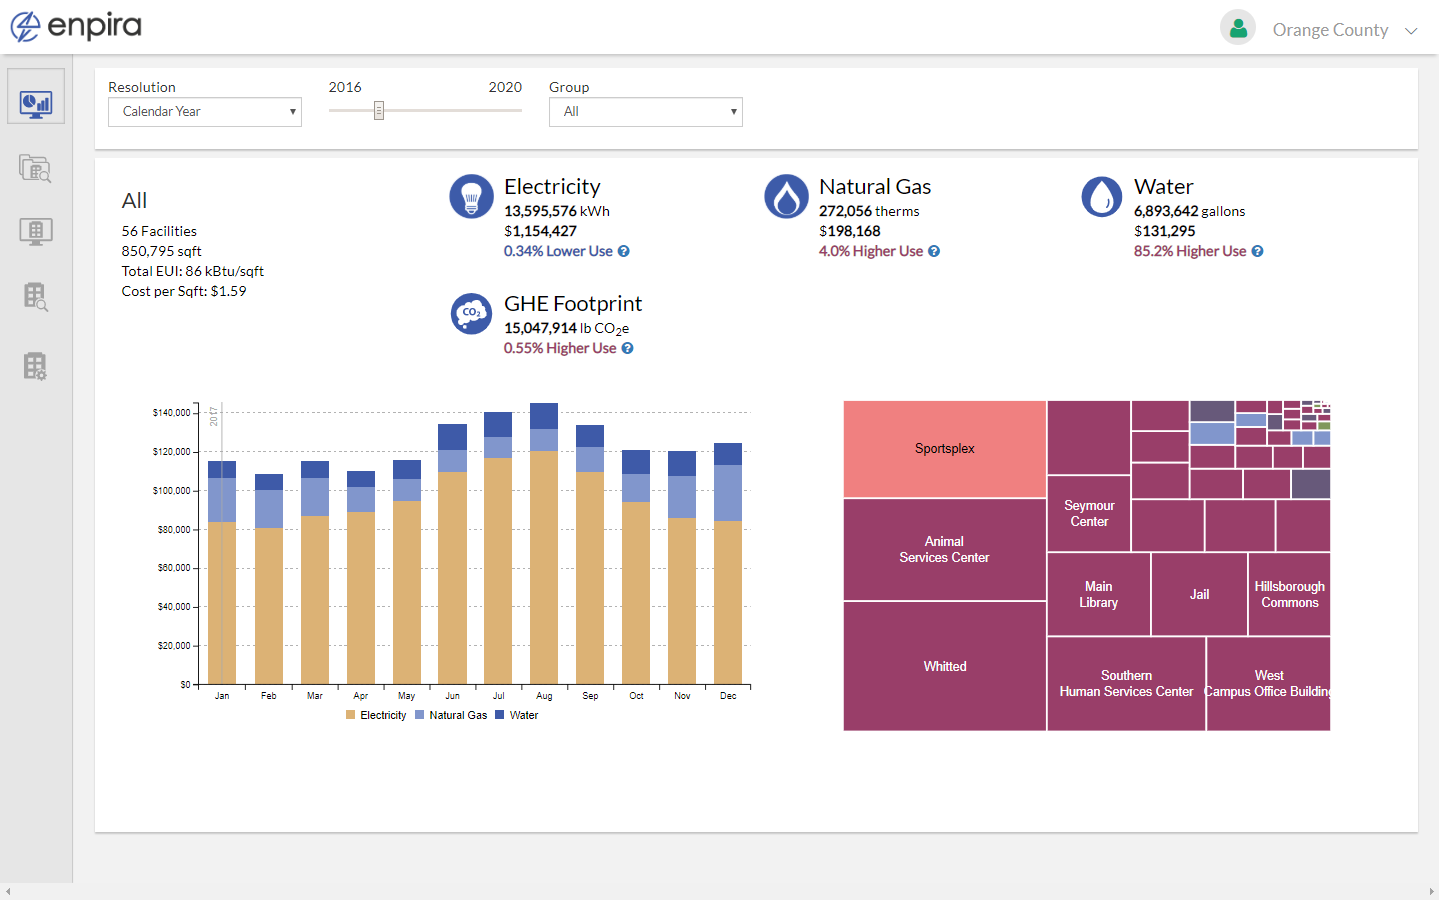 enpira
Orange County
Resolution
2016
2020
Group
Calendar Year
All
All
56 Facilities
850,795 sqft
Total EUI: 86 kBtu/sqft
Cost per Sqft: $1.59
Electricity
13,595,576 kWh
$1,154,427
0.34% Lower Use ?
Natural Gas
272,056 therms
$198,168
4.0% Higher Use ?
Water
6,893,642 gallons
$131,295
85.2% Higher Use ?
CO2
GHE Footprint
15,047,914 lb CO2e
0.55% Higher Use ?
2017
$140,000
$120,000
$100,000
$80,000
$60,000
$40,000
$20,000
$0
Jan Feb Mar Apr May Jun Jul Aug Sep Oct Nov Dec
Electricity Natural Gas Water
Sportsplex
Animal
Services Center
Whitted
Seymour
Center
Main
Library
Jail
Hillsborough
Commons
Southern
Human Services Center
West
Campus Office Building